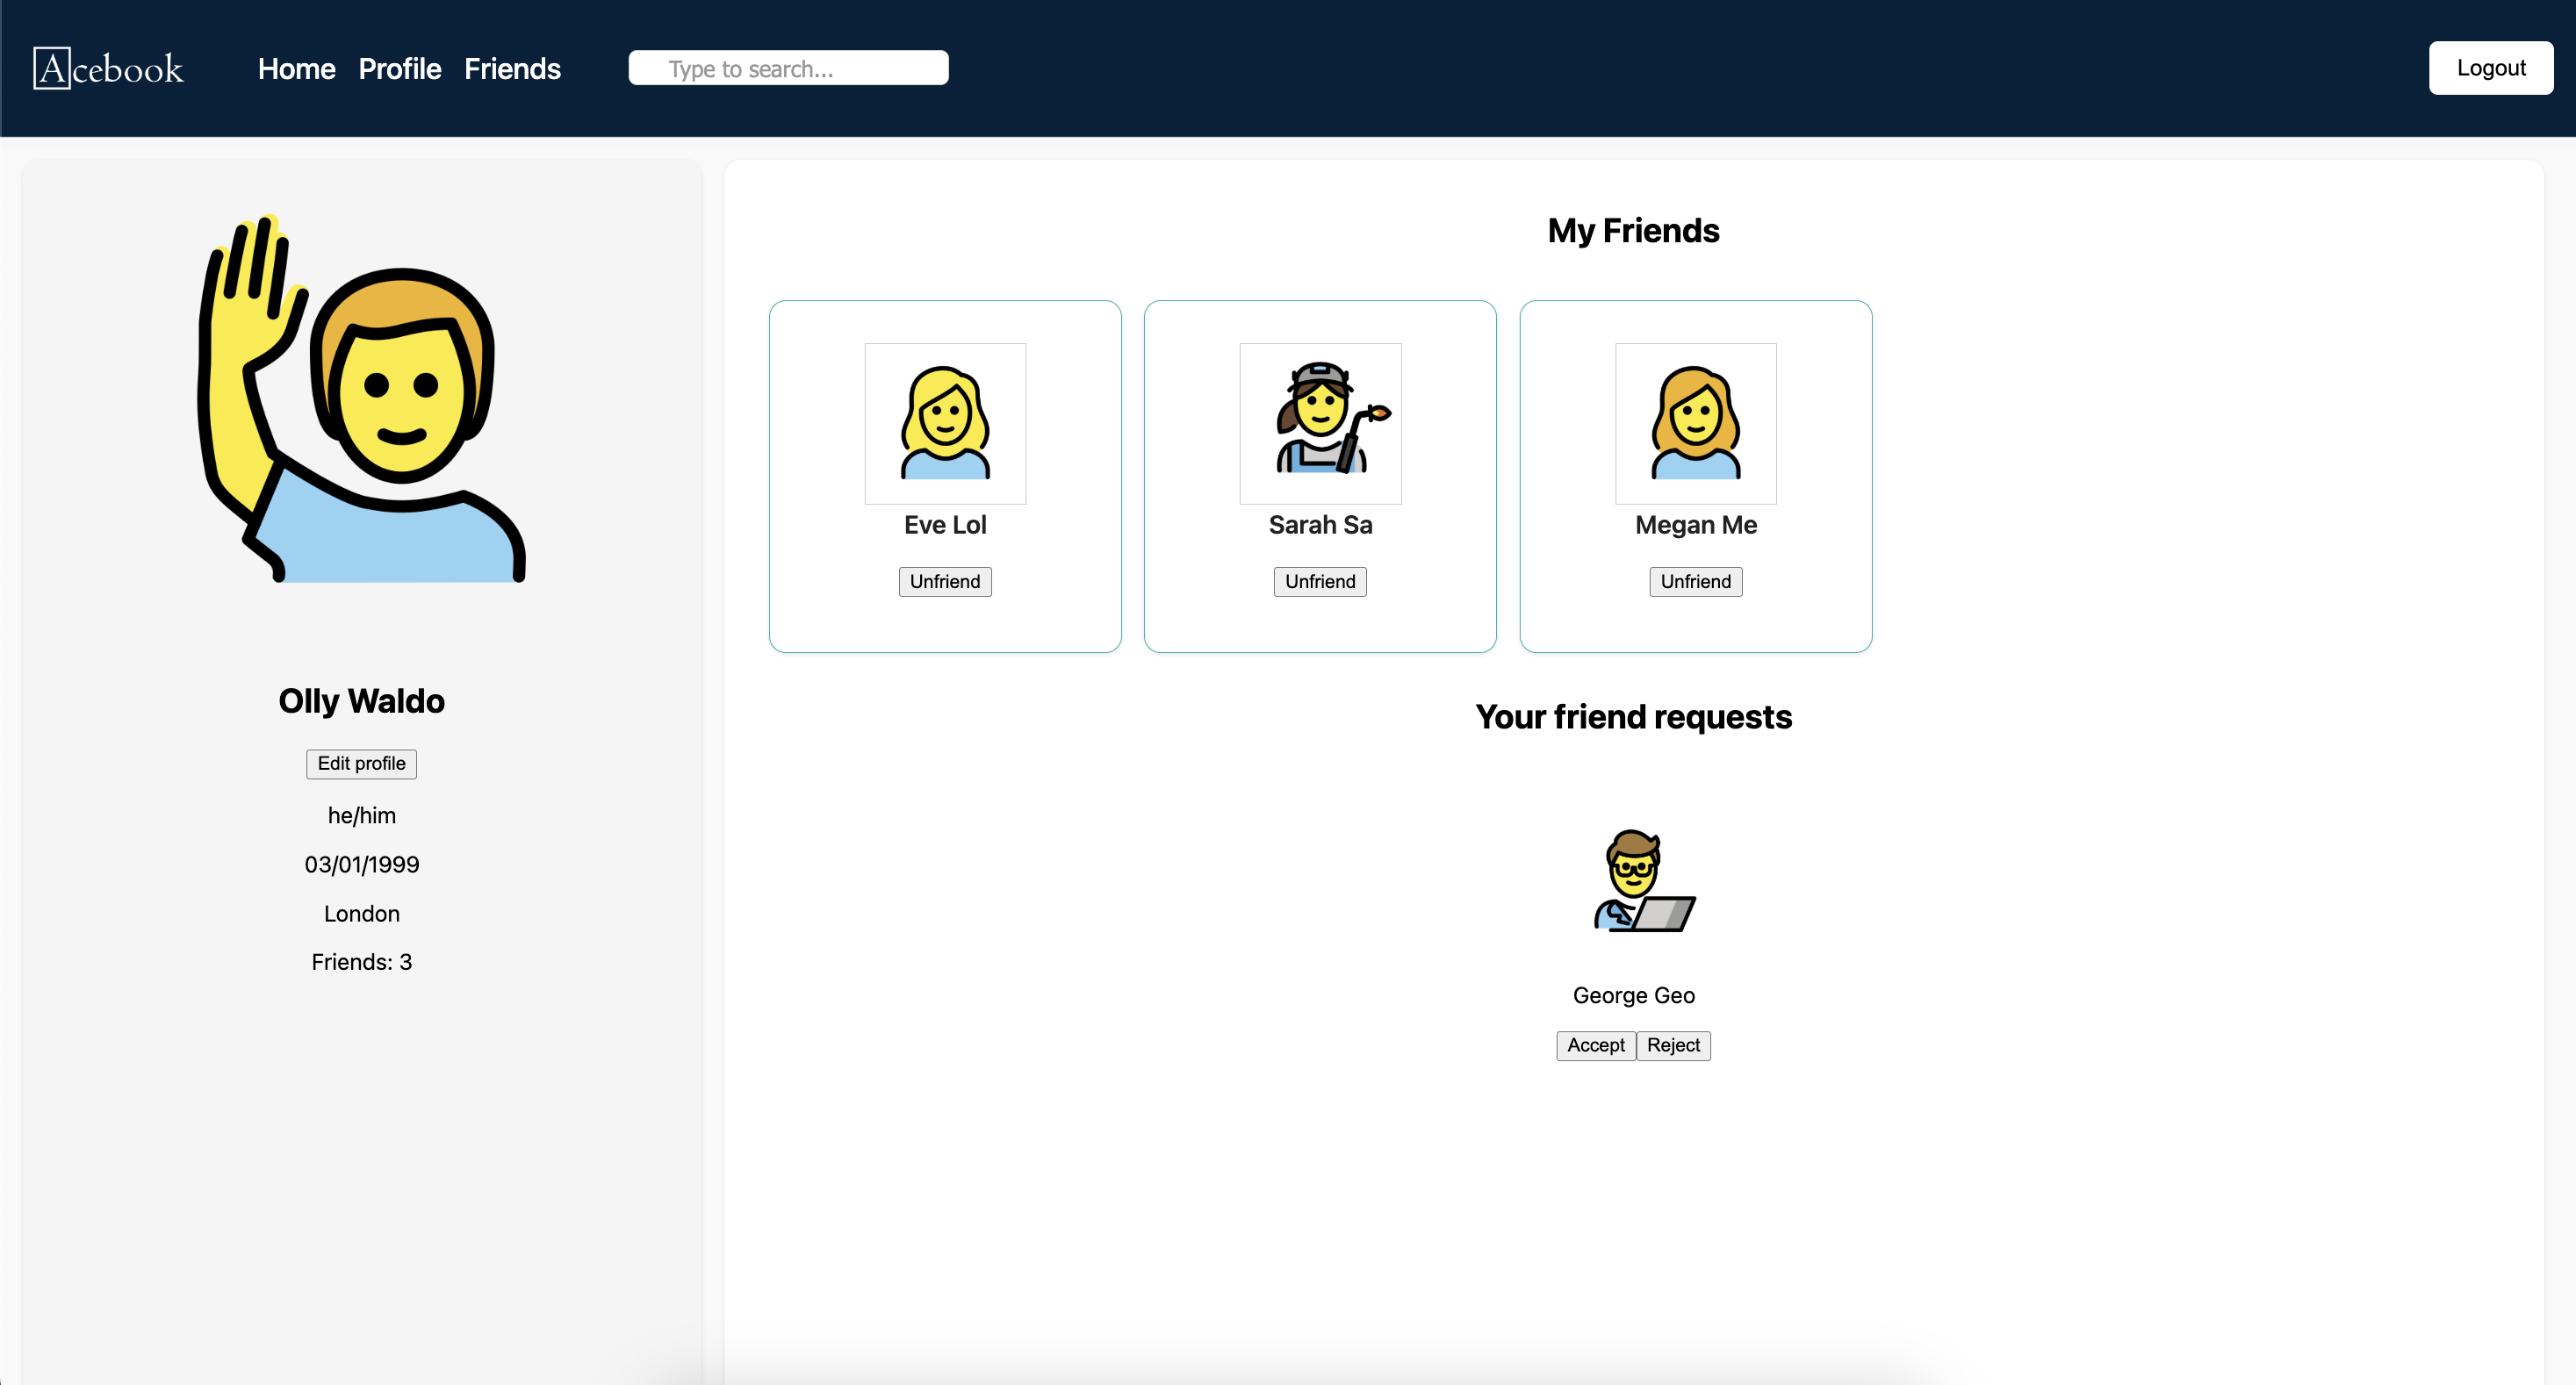 Acebook
Home Profile Friends
Type to search...
Logout
Olly Waldo
Edit profile
he/him
03/01/1999
London
Friends: 3
My Friends
Eve Lol
Unfriend
Sarah Sa
Unfriend
Megan Me
Unfriend
Your friend requests
George Geo
Accept Reject